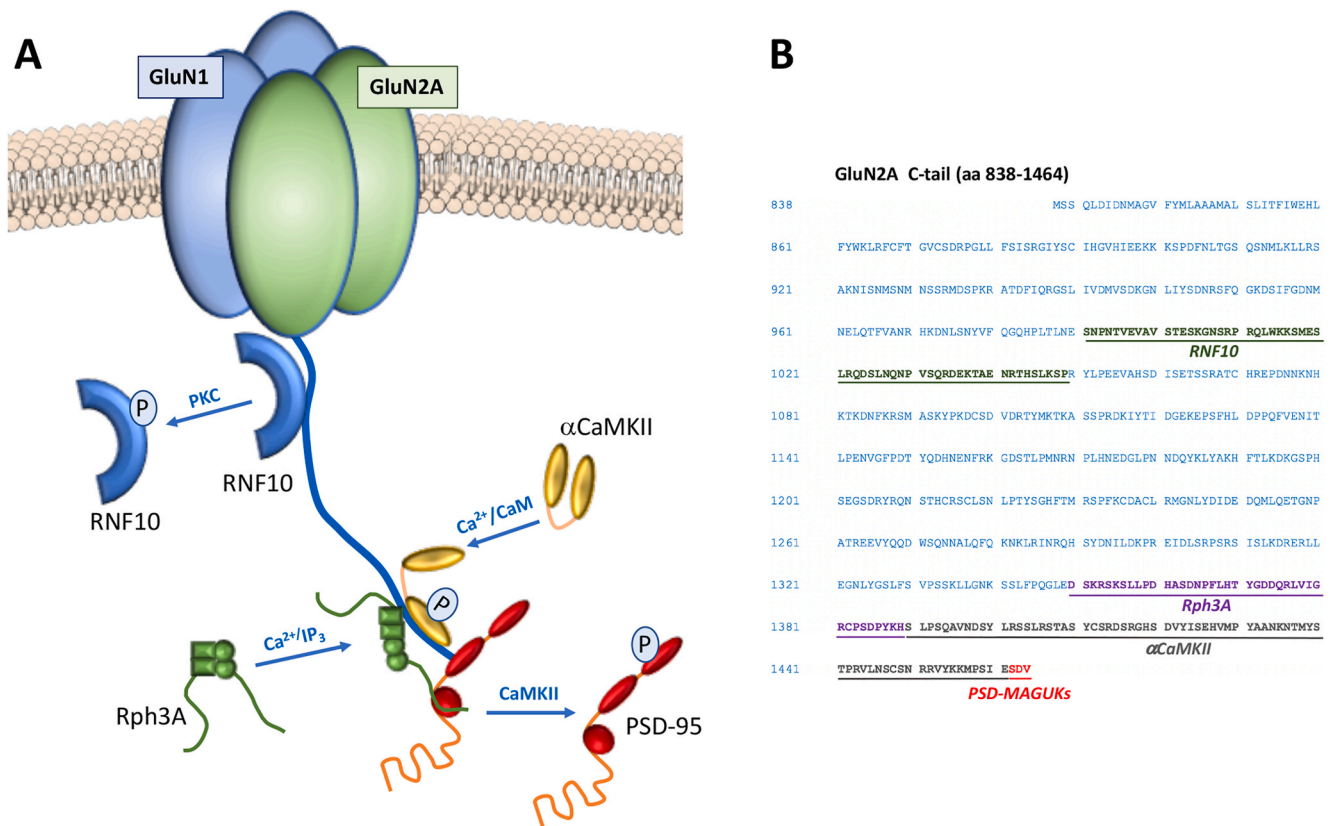 A
GluN1
GluN2A
PKC
P
RNF10
RNF10
αCaMKII
Ca²⁺/CaM
P
Ca²⁺/IP₃
Rph3A
CaMKII
P
PSD-95
B
GluN2A C-tail (aa 838-1464)
838 MSS QLDIDNMAGV FYMLAAAMAL SLITFIWEHL
861 FYWKLRFCFT GVCSDRPGLL FSISRGIYSC IHGVHIEEKK KSPDFNLTGS QSNMLKLLRS
921 AKNISNMSNM NSSRMDSPKR ATDFIQRGSL IVDMVSDKGN LIYSDNRSFQ GKDSIFGDNM
961 NELQTFVANR HKDNLSNYVF QGQHPLTLNE SNPNTVEVAV STESKGNSRP RQLWKKSMES
RNF10
1021 LRQDSLNQNP VSQRDEKTAE NRTHSLKSPR YLPEEVAHSD ISETSSRATC HREPDNNKNH
1081 KTKDNFKRSM ASKYPKDCSD VDRTYMKTKA SSPRDKIYTI DGEKEPSFHL DPPQFVENIT
1141 LPENVGFPDT YQDHNENFRK GDSTLPMNRN PLHNEDGLPN NDQYKLYAKH FTLKDKGSPH
1201 SEGSDRYRQN STHCRSCLSN LPTYSGHFTM RSPFKCDACL RMGNLYDIDE DQMLQETGNP
1261 ATREEVYQQD WSQNNALQFQ KNKLRINRQH SYDNILDKPR EIDLSRPSRS ISLKDRERLL
1321 EGNLYGSLFS VPSSKLLGNK SSLFPQGLED SKRSKSLLPD HASDNPFLHT YGDDQRLVIG
Rph3A
1381 RCPSDPYKHS LPSQAVNDSY LRSSLRSTAS YCSRDSRGHS DVYISEHVMP YAANKNTMYS
αCaMKII
1441 TPRVLNSCSN RRVYKKMPSI ESDV
PSD-MAGUKs